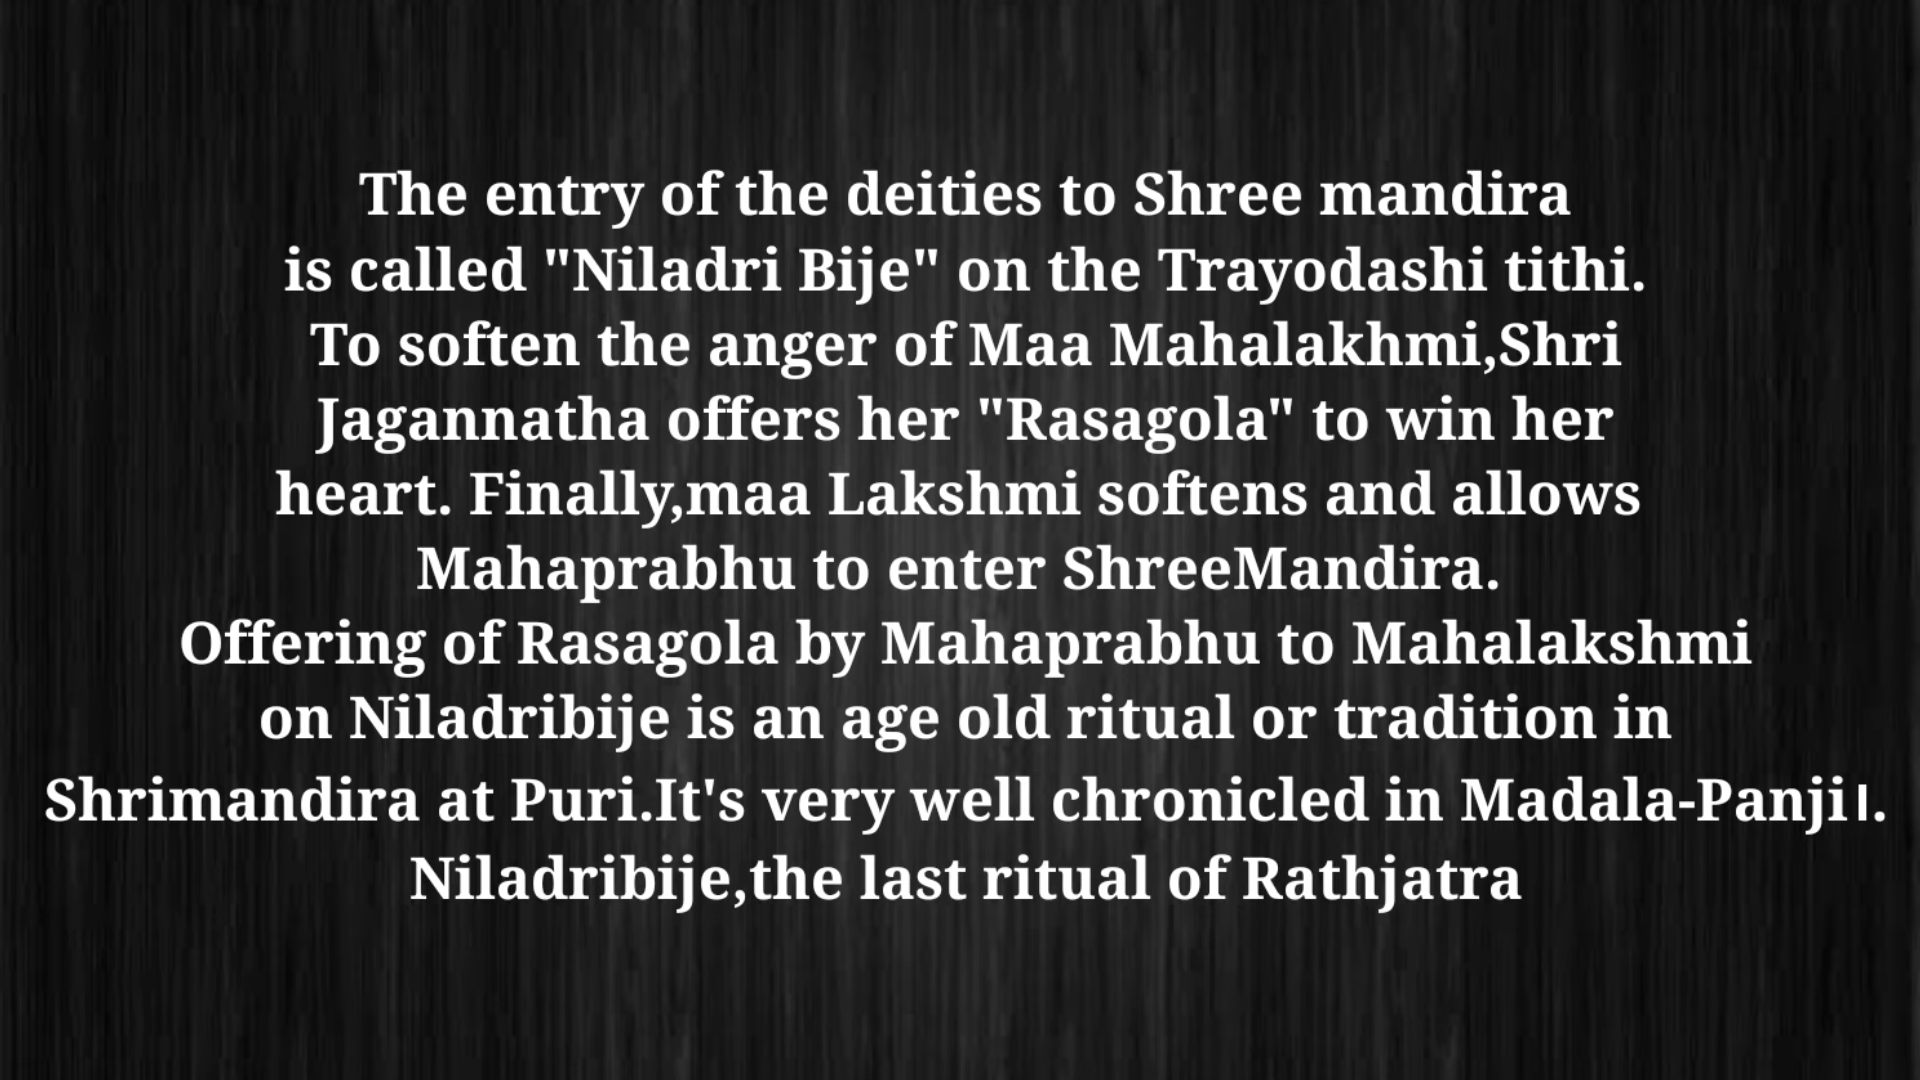 The entry of the deities to Shree mandira
is called "Niladri Bije" on the Trayodashi tithi.
To soften the anger of Maa Mahalakhmi,Shri
Jagannatha offers her "Rasagola" to win her
heart. Finally,maa Lakshmi softens and allows
Mahaprabhu to enter ShreeMandira.
Offering of Rasagola by Mahaprabhu to Mahalakshmi
on Niladribije is an age old ritual or tradition in
Shrimandira at Puri.It's very well chronicled in Madala-Panji।.
Niladribije,the last ritual of Rathjatra